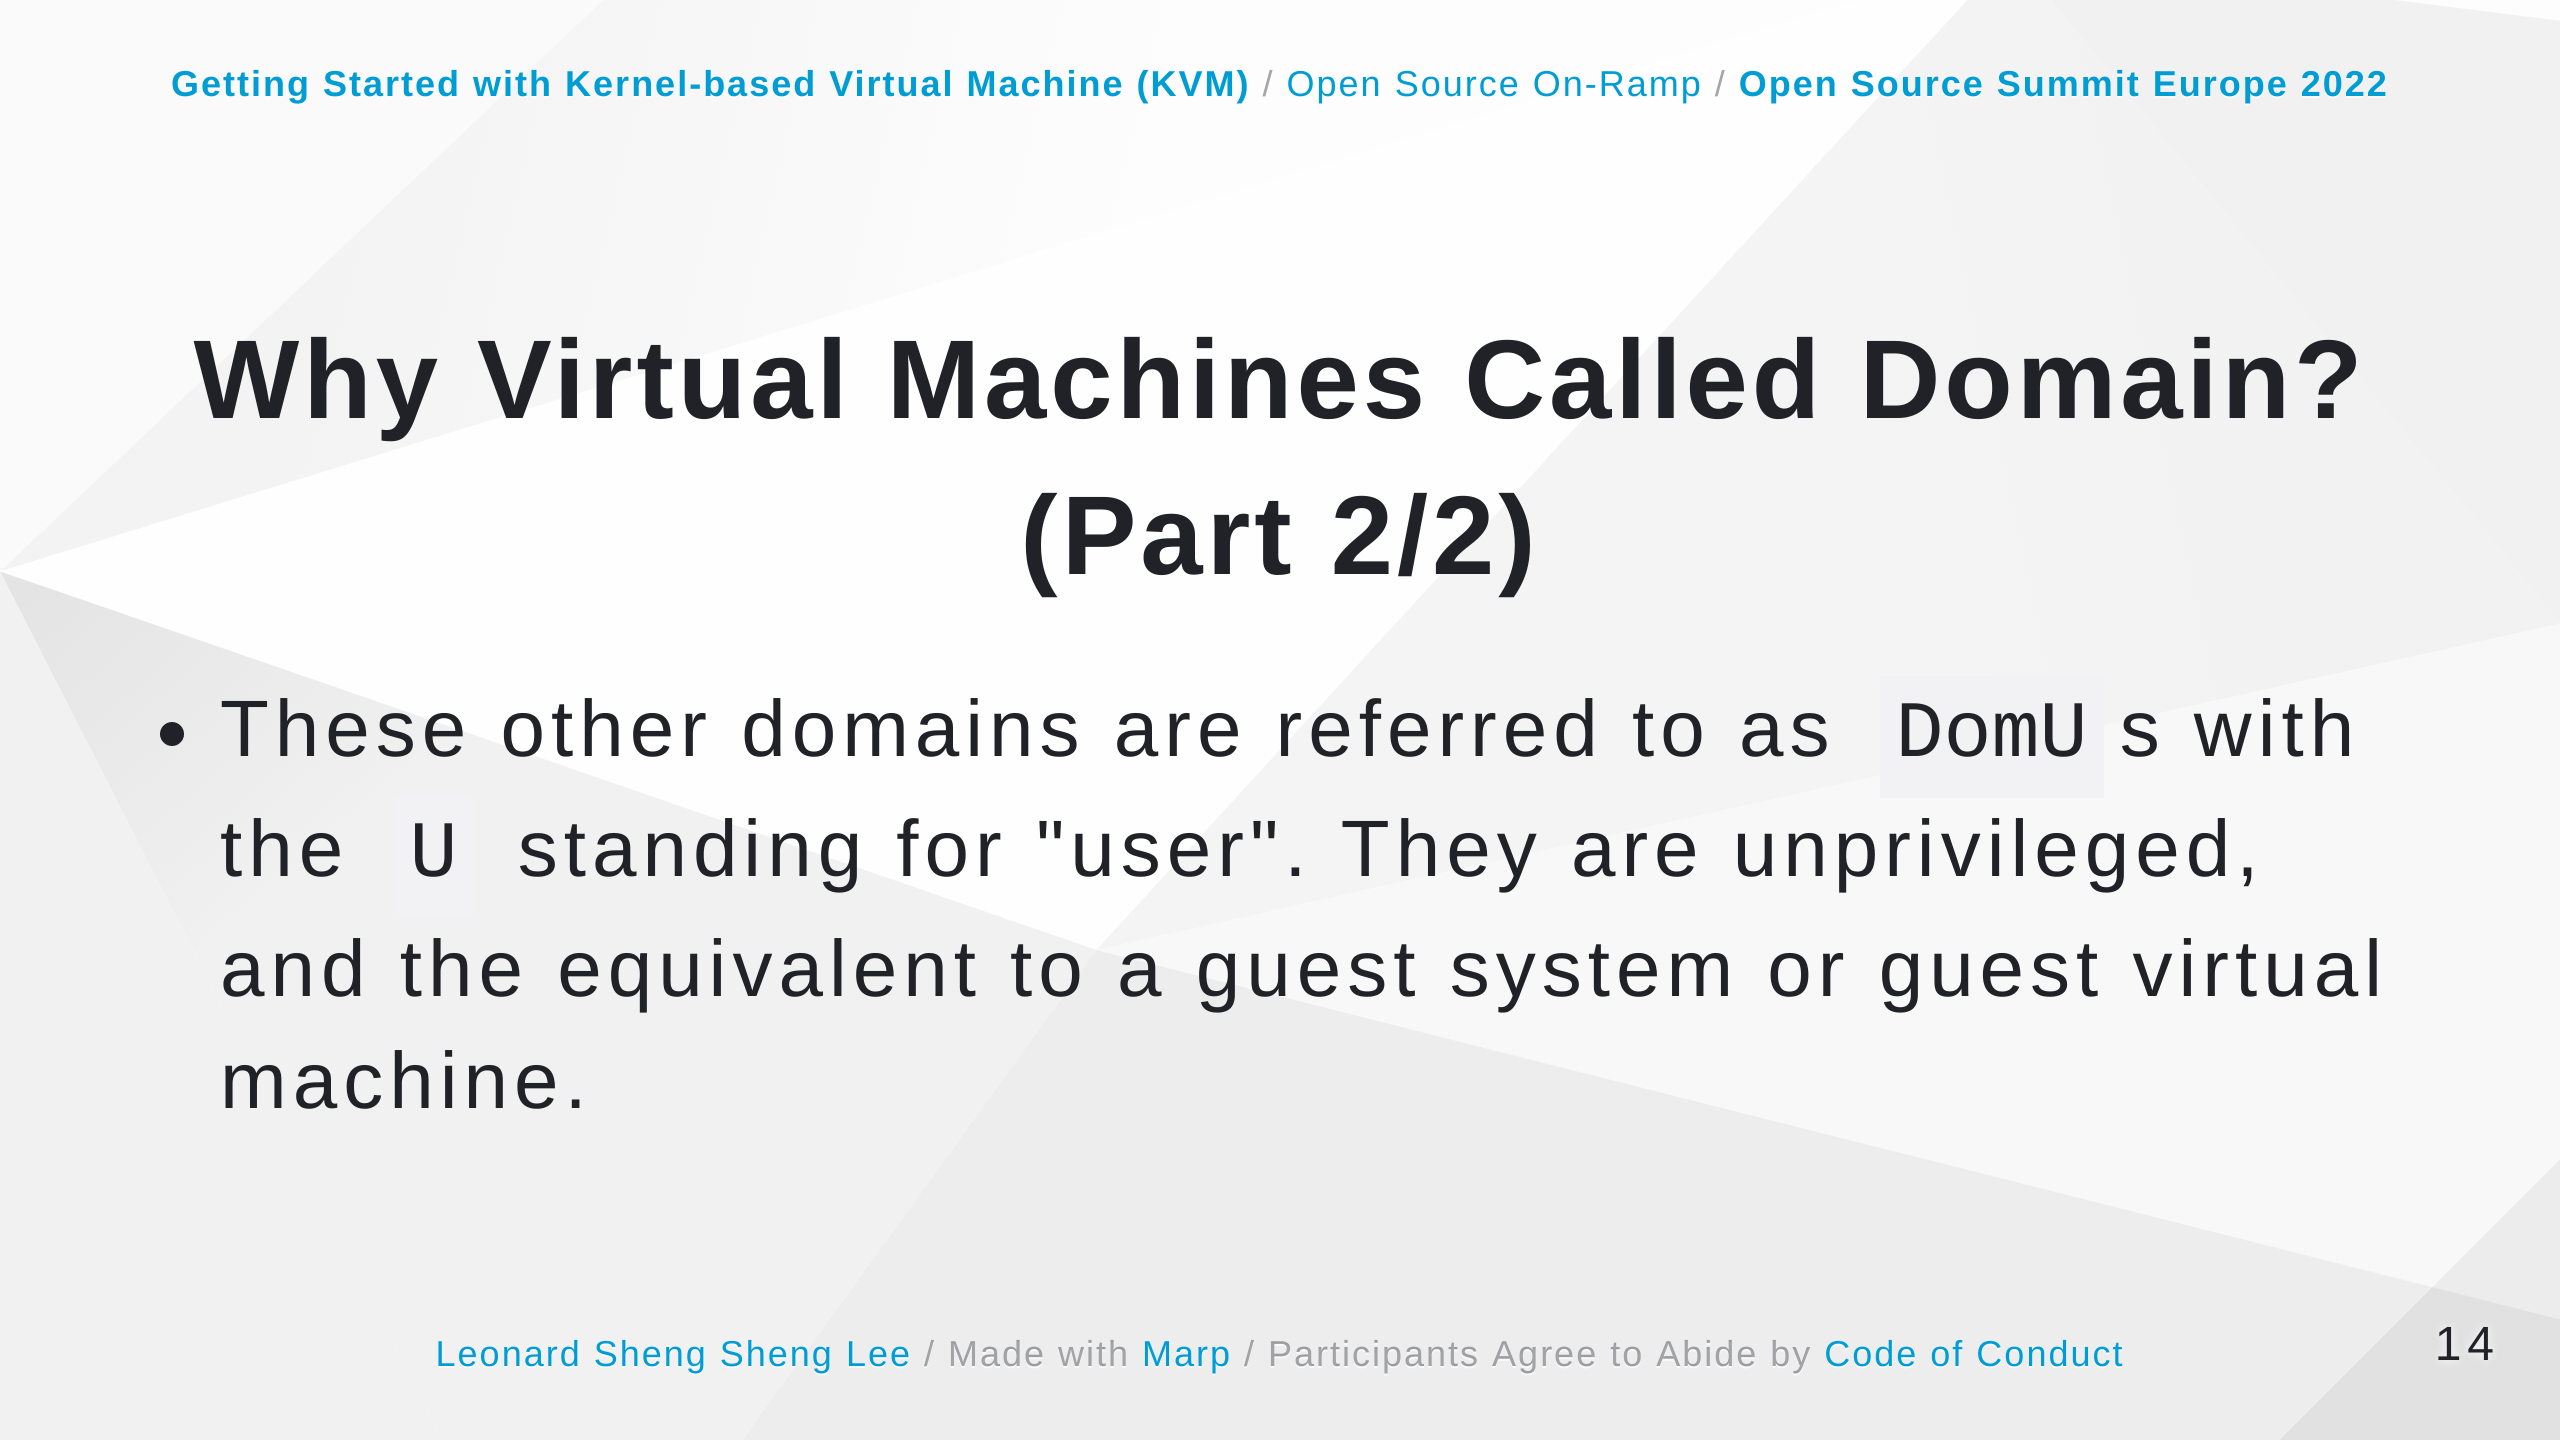 Getting Started with Kernel-based Virtual Machine (KVM) / Open Source On-Ramp / Open Source Summit Europe 2022
Why Virtual Machines Called Domain?
(Part 2/2)
• These other domains are referred to as DomU s with
the U standing for "user". They are unprivileged,
and the equivalent to a guest system or guest virtual
machine.
Leonard Sheng Sheng Lee / Made with Marp / Participants Agree to Abide by Code of Conduct
14